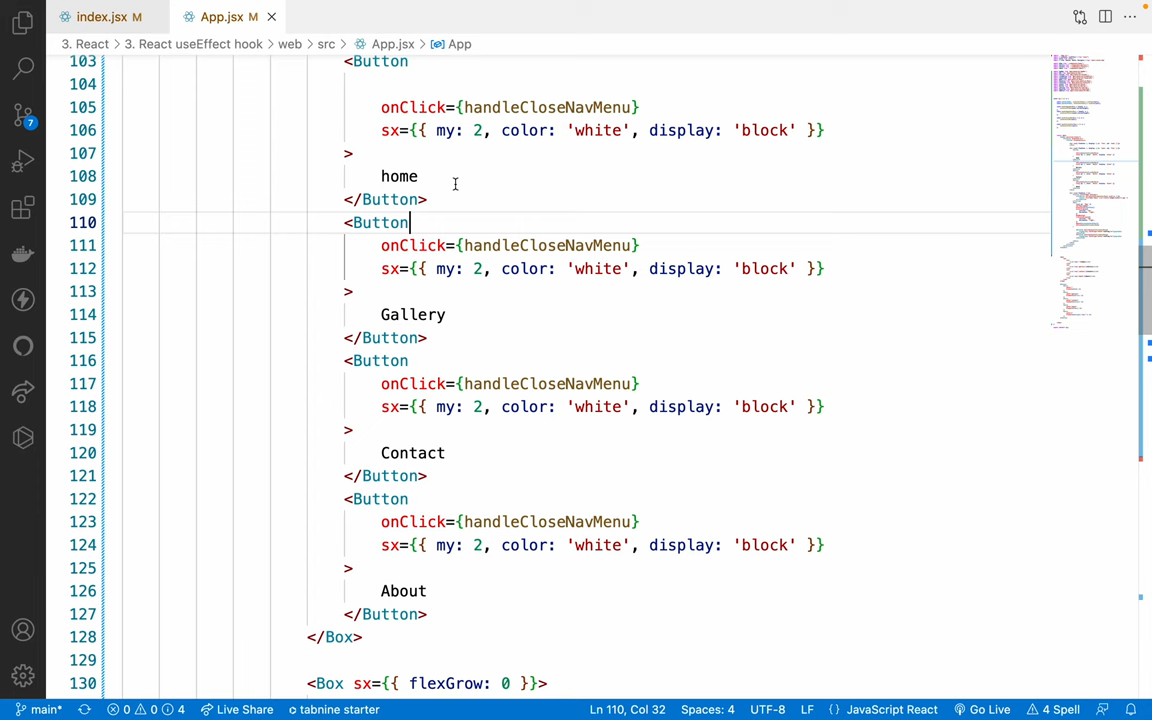 index.jsx M
App.jsx M
3. React > 3. React useEffect hook > web > src > App.jsx > App
103 <Button
104
105 onClick={handleCloseNavMenu}
106 sx={{ my: 2, color: 'white', display: 'block' }}
107 >
108 home
109 </Button>
110 <Button
111 onClick={handleCloseNavMenu}
112 sx={{ my: 2, color: 'white', display: 'block' }}
113 >
114 Gallery
115 </Button>
116 <Button
117 onClick={handleCloseNavMenu}
118 sx={{ my: 2, color: 'white', display: 'block' }}
119 >
120 Contact
121 </Button>
122 <Button
123 onClick={handleCloseNavMenu}
124 sx={{ my: 2, color: 'white', display: 'block' }}
125 >
126 About
127 </Button>
128 </Box>
129
130 <Box sx={{ flexGrow: 0 }}>
7
main* 0 0 4 Live Share tabnine starter Ln 110, Col 32 Spaces: 4 UTF-8 LF {} JavaScript React Go Live 4 Spell